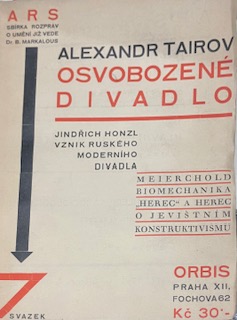 ARS
SBÍRKA ROZPRAV
O UMĚNÍ JIŽ VEDE
Dr B. MARKALOUS
ALEXANDR TAIROV
OSVOBOZENÉ
DIVADLO
JINDŘICH HONZL
VZNIK RUSKÉHO
MODERNÍHO
DIVADLA
MEIERCHOLD
BIOMECHANIKA
„HEREC" A HEREC
O JEVIŠTNÍM
KONSTRUKTIVISMU
7
SVAZEK
ORBIS
PRAHA XII,
FOCHOVA 62
Kč 30'-